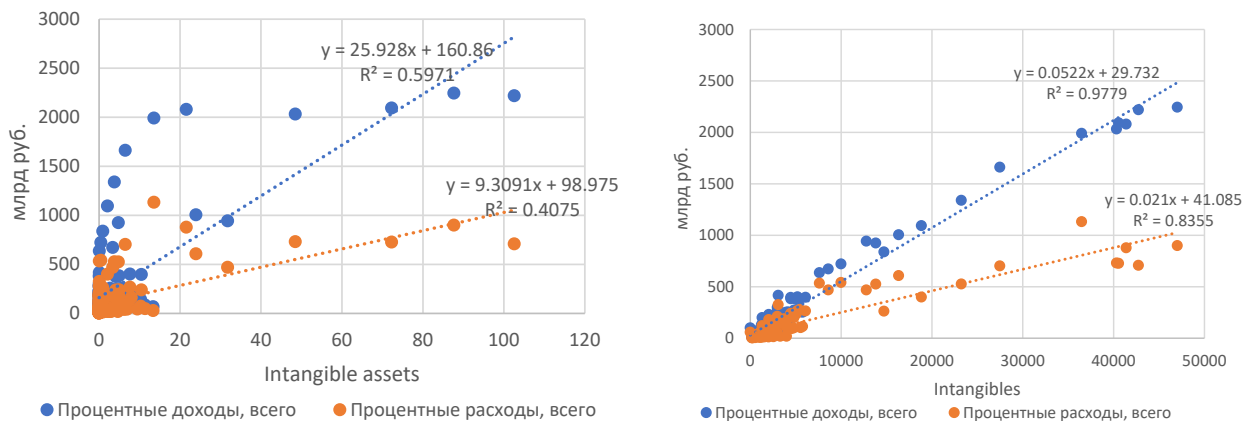 3000
2500
2000
1500
1000
500
0
млрд руб.
y = 25.928x + 160.86
R² = 0.5971
y = 9.3091x + 98.975
R² = 0.4075
0 20 40 60 80 100 120
Intangible assets
Процентные доходы, всего Процентные расходы, всего
3000
2500
2000
1500
1000
500
0
млрд руб.
y = 0.0522x + 29.732
R² = 0.9779
y = 0.021x + 41.085
R² = 0.8355
0 10000 20000 30000 40000 50000
Intangibles
Процентные доходы, всего Процентные расходы, всего